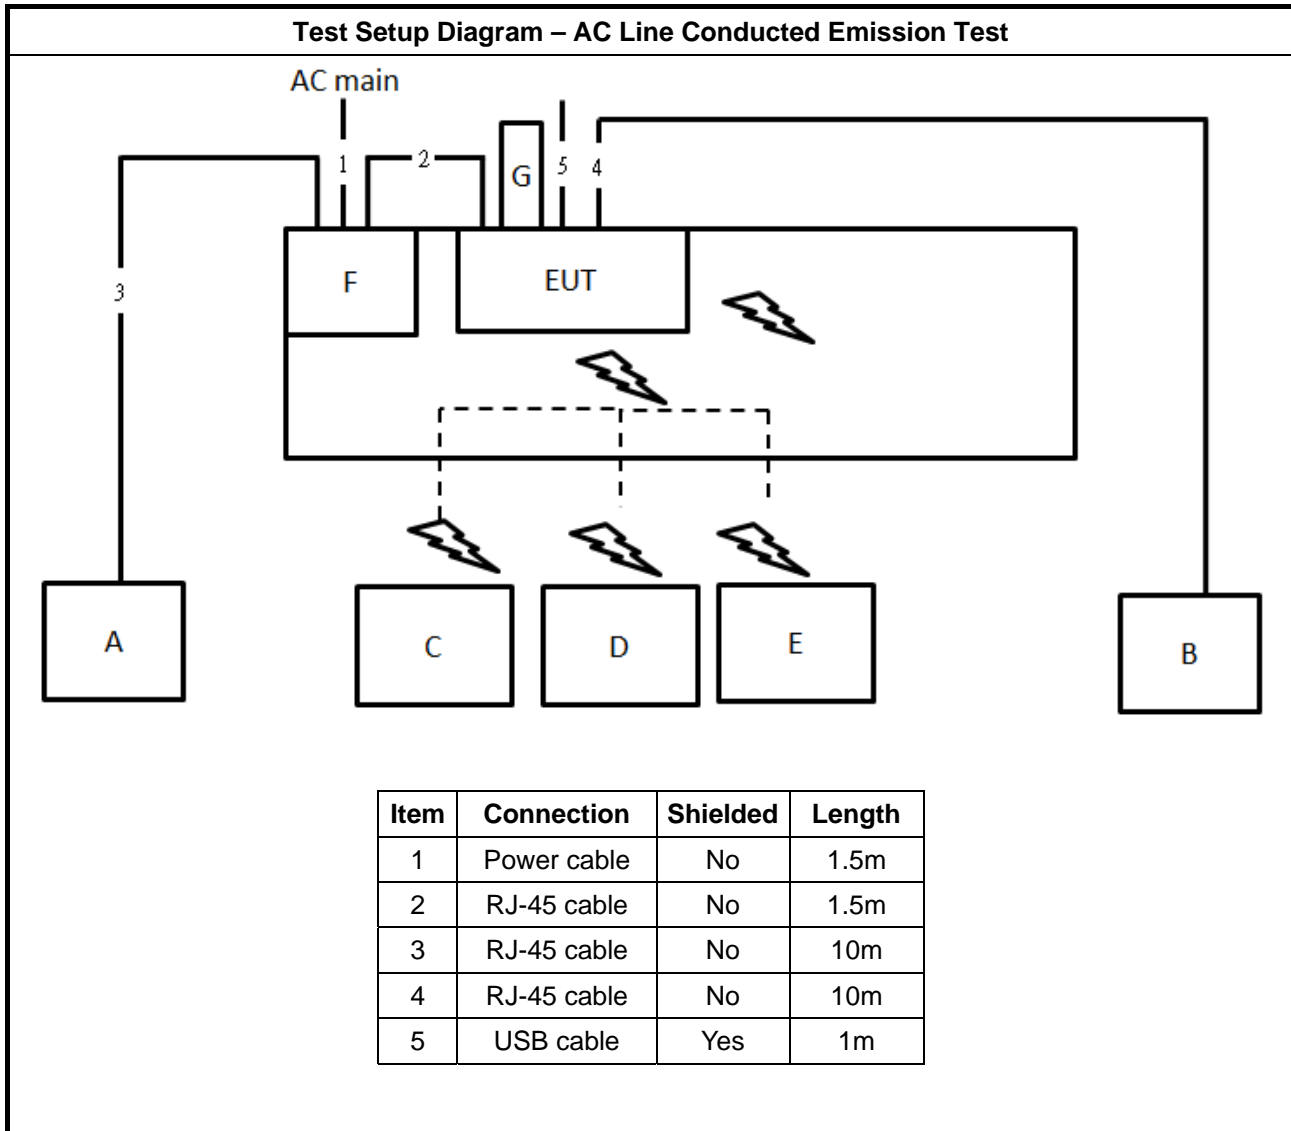 Test Setup Diagram – AC Line Conducted Emission Test
AC main
1
2
G
5
4
F
EUT
3
A
C
D
E
B
Item Connection Shielded Length
1 Power cable No 1.5m
2 RJ-45 cable No 1.5m
3 RJ-45 cable No 10m
4 RJ-45 cable No 10m
5 USB cable Yes 1m